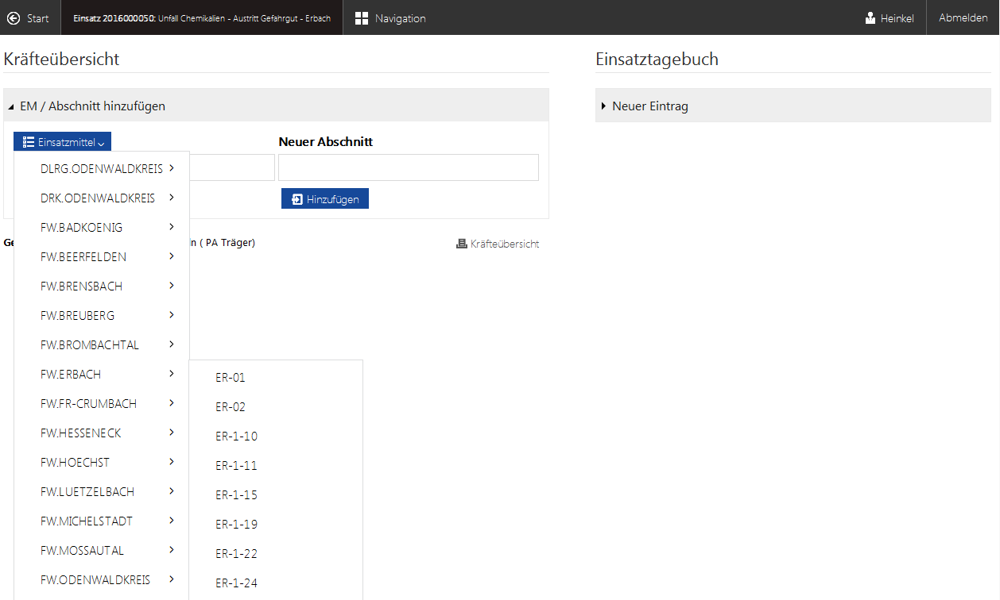 Start
Einsatz 2016000050: Unfall Chemikalien - Austritt Gefahrgut - Erbach
Navigation
Heinkel
Abmelden
Kräfteübersicht
EM / Abschnitt hinzufügen
Einsatzmittel
Neuer Abschnitt
Hinzufügen
( PA Träger)
Kräfteübersicht
DLRG.ODENWALDKREIS
DRK.ODENWALDKREIS
FW.BADKOENIG
FW.BEERFELDEN
FW.BRENSBACH
FW.BREUBERG
FW.BROMBACHTAL
FW.ERBACH
FW.FR-CRUMBACH
FW.HESSENECK
FW.HOECHST
FW.LUETZELBACH
FW.MICHELSTADT
FW.MOSSAUTAL
FW.ODENWALDKREIS
ER-01
ER-02
ER-1-10
ER-1-11
ER-1-15
ER-1-19
ER-1-22
ER-1-24
Einsatztagebuch
Neuer Eintrag